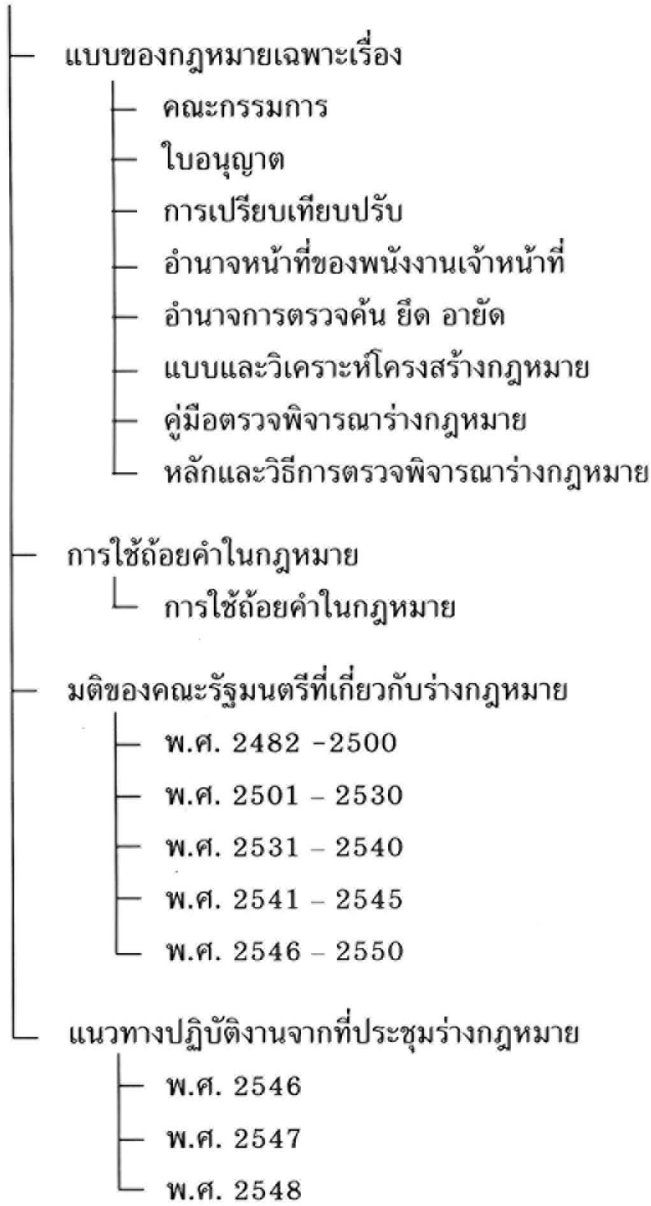 แบบของกฎหมายเฉพาะเรื่อง
คณะกรรมการ
ใบอนุญาต
การเปรียบเทียบปรับ
อำนาจหน้าที่ของพนังงานเจ้าหน้าที่
อำนาจการตรวจค้น ยึด อายัด
แบบและวิเคราะห์โครงสร้างกฎหมาย
คู่มือตรวจพิจารณาร่างกฎหมาย
หลักและวิธีการตรวจพิจารณาร่างกฎหมาย
การใช้ถ้อยคำในกฎหมาย
การใช้ถ้อยคำในกฎหมาย
มติของคณะรัฐมนตรีที่เกี่ยวกับร่างกฎหมาย
พ.ศ. 2482 -2500
พ.ศ. 2501 – 2530
พ.ศ. 2531 – 2540
พ.ศ. 2541 – 2545
พ.ศ. 2546 – 2550
แนวทางปฏิบัติงานจากที่ประชุมร่างกฎหมาย
พ.ศ. 2546
พ.ศ. 2547
พ.ศ. 2548